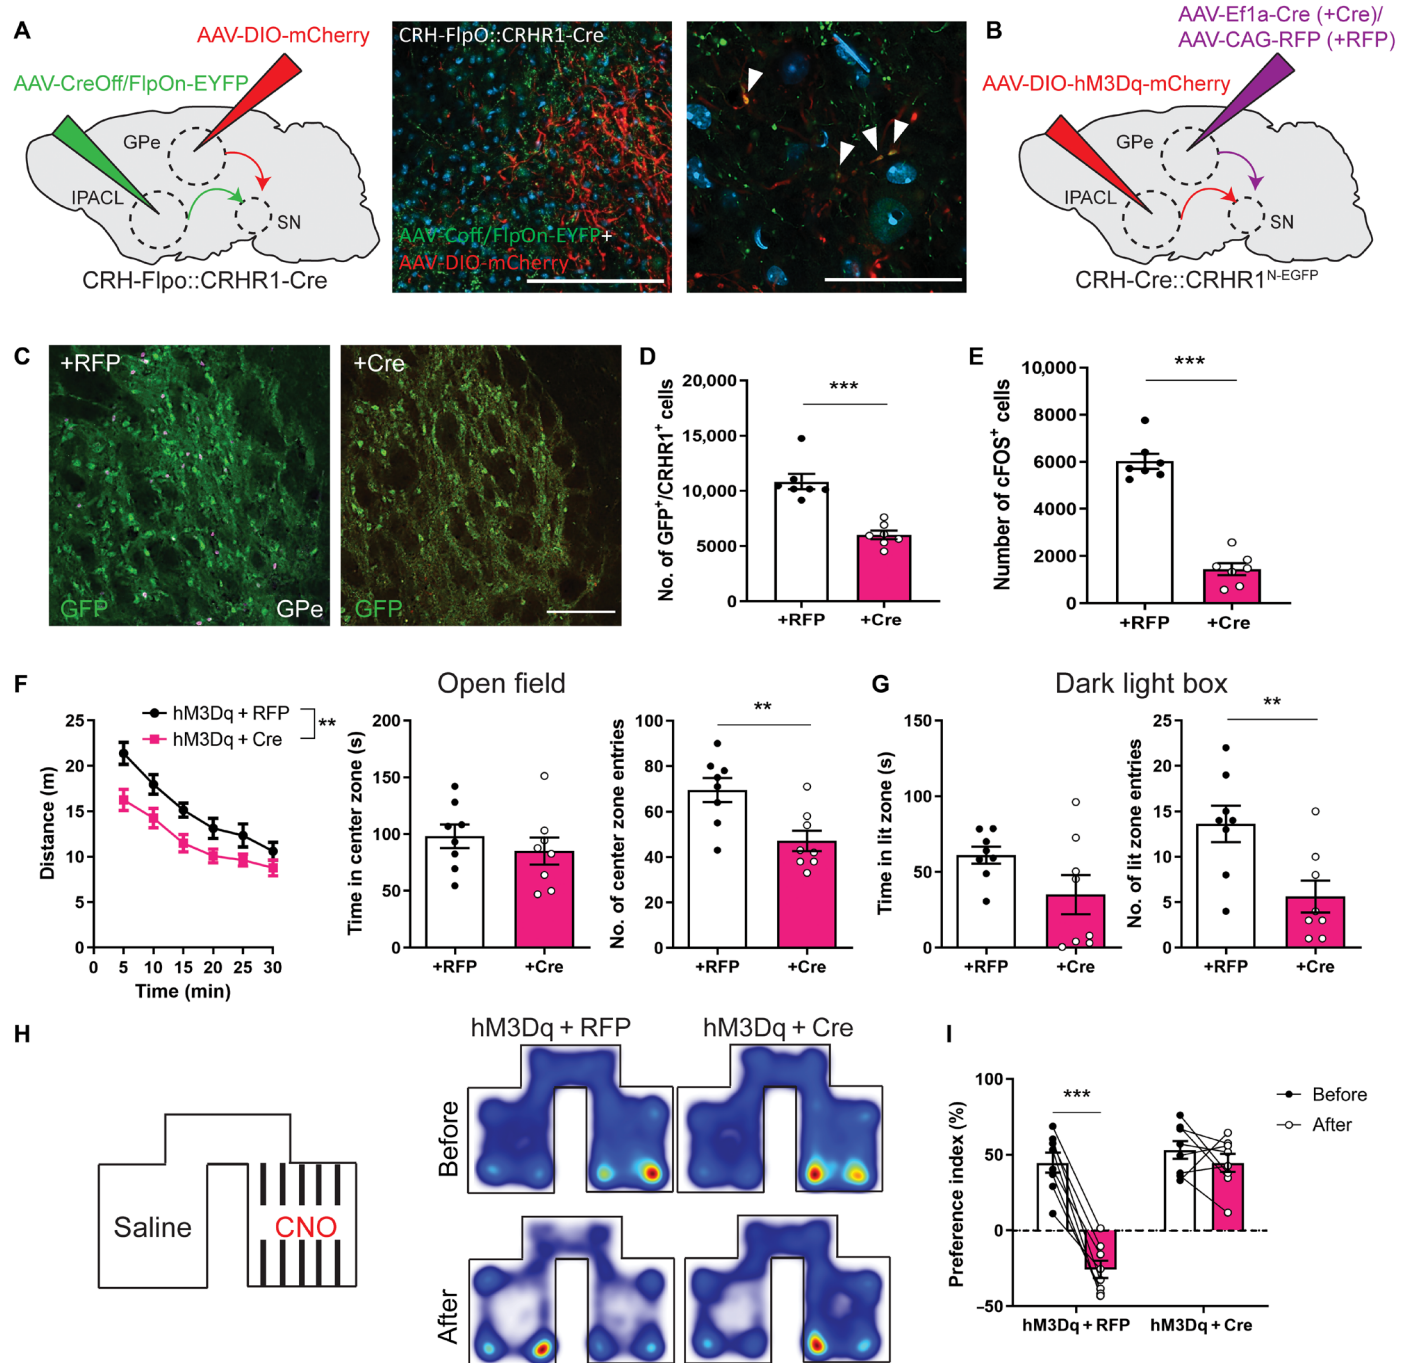 A
AAV-DIO-mCherry
AAV-CreOff/FlpOn-EYFP
GPe
IPACL
SN
CRH-Flpo::CRHR1-Cre
CRH-FlpO::CRHR1-Cre
AAV-Coff/FlpOn-EYFP+
AAV-DIO-mCherry
B
AAV-Ef1a-Cre (+Cre)/
AAV-CAG-RFP (+RFP)
AAV-DIO-hM3Dq-mCherry
GPe
IPACL
SN
CRH-Cre::CRHR1N-EGFP
C
+RFP
GFP
GPe
+Cre
GFP
D
No. of GFP+/CRHR1+ cells
20,000
15,000
10,000
5000
0
***
+RFP
+Cre
E
Number of cFOS+ cells
10,000
8000
6000
4000
2000
0
***
+RFP
+Cre
F
Open field
hM3Dq + RFP
hM3Dq + Cre
**
Distance (m)
25
20
15
10
5
0
0 5 10 15 20 25 30
Time (min)
Time in center zone (s)
200
150
100
50
0
+RFP
+Cre
No. of center zone entries
100
80
60
40
20
0
**
+RFP
+Cre
G
Dark light box
Time in lit zone (s)
150
100
50
0
+RFP
+Cre
No. of lit zone entries
25
20
15
10
5
0
**
+RFP
+Cre
H
Saline
CNO
hM3Dq + RFP
hM3Dq + Cre
Before
After
I
Preference index (%)
100
50
0
−50
***
Before
After
hM3Dq + RFP
hM3Dq + Cre